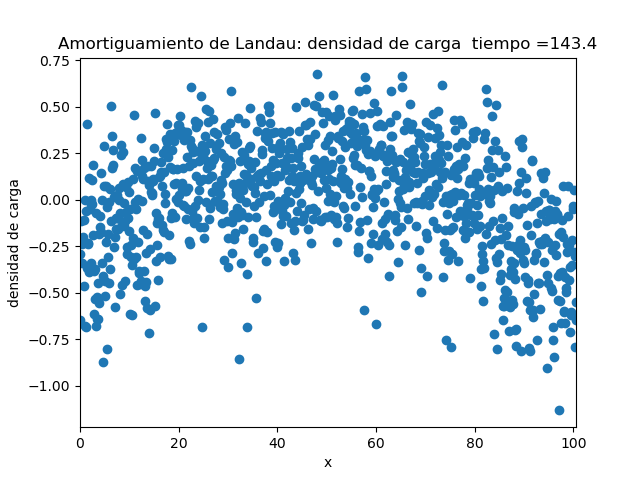 Amortiguamiento de Landau: densidad de carga  tiempo =143.4
0.75
0.50
0.25
0.00
−0.25
−0.50
−0.75
−1.00
densidad de carga
0 20 40 60 80 100
x